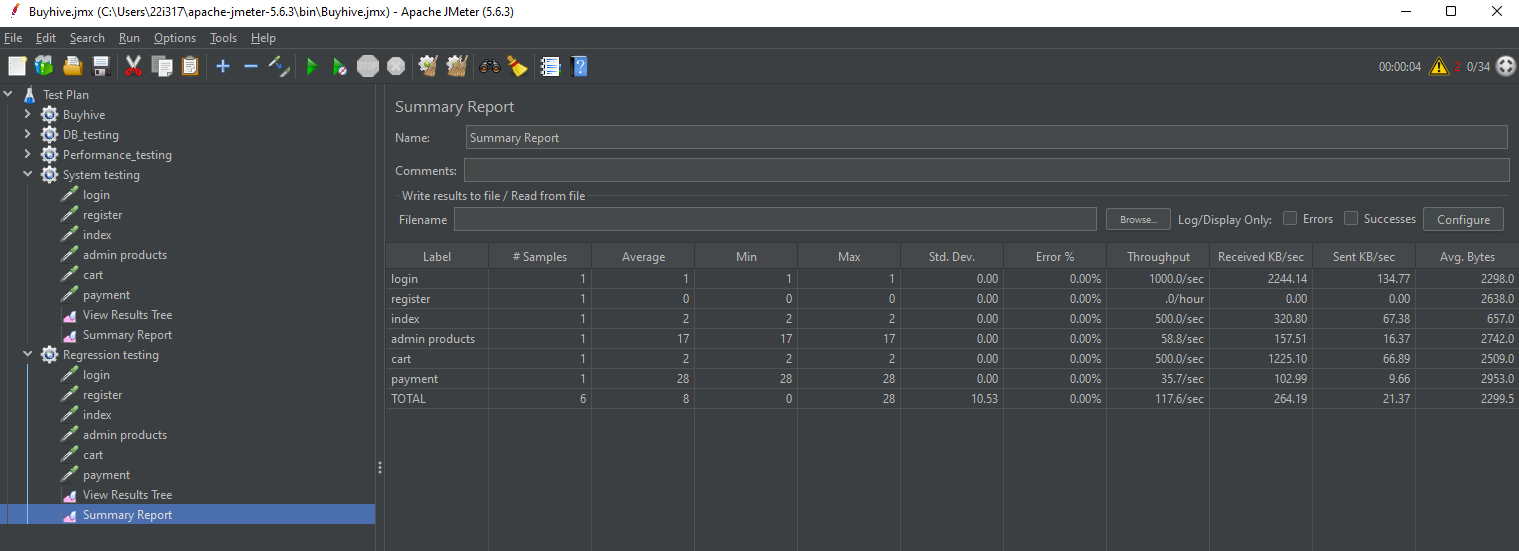 Buyhive.jmx (C:\Users\22i317\apache-jmeter-5.6.3\bin\Buyhive.jmx) - Apache JMeter (5.6.3)
File Edit Search Run Options Tools Help
STOP 00:00:04 2 0/34
Test Plan
Buyhive
DB_testing
Performance_testing
System testing
login
register
index
admin products
cart
payment
View Results Tree
Summary Report
Regression testing
login
register
index
admin products
cart
payment
View Results Tree
Summary Report
Summary Report
Name: Summary Report
Comments:
Write results to file / Read from file
Filename Browse... Log/Display Only: Errors Successes Configure
Label # Samples Average Min Max Std. Dev. Error % Throughput Received KB/sec Sent KB/sec Avg. Bytes
login 1 1 1 1 0.00 0.00% 1000.0/sec 2244.14 134.77 2298.0
register 1 0 0 0 0.00 0.00% .0/hour 0.00 0.00 2638.0
index 1 2 2 2 0.00 0.00% 500.0/sec 320.80 67.38 657.0
admin products 1 17 17 17 0.00 0.00% 58.8/sec 157.51 16.37 2742.0
cart 1 2 2 2 0.00 0.00% 500.0/sec 1225.10 66.89 2509.0
payment 1 28 28 28 0.00 0.00% 35.7/sec 102.99 9.66 2953.0
TOTAL 6 8 0 28 10.53 0.00% 117.6/sec 264.19 21.37 2299.5